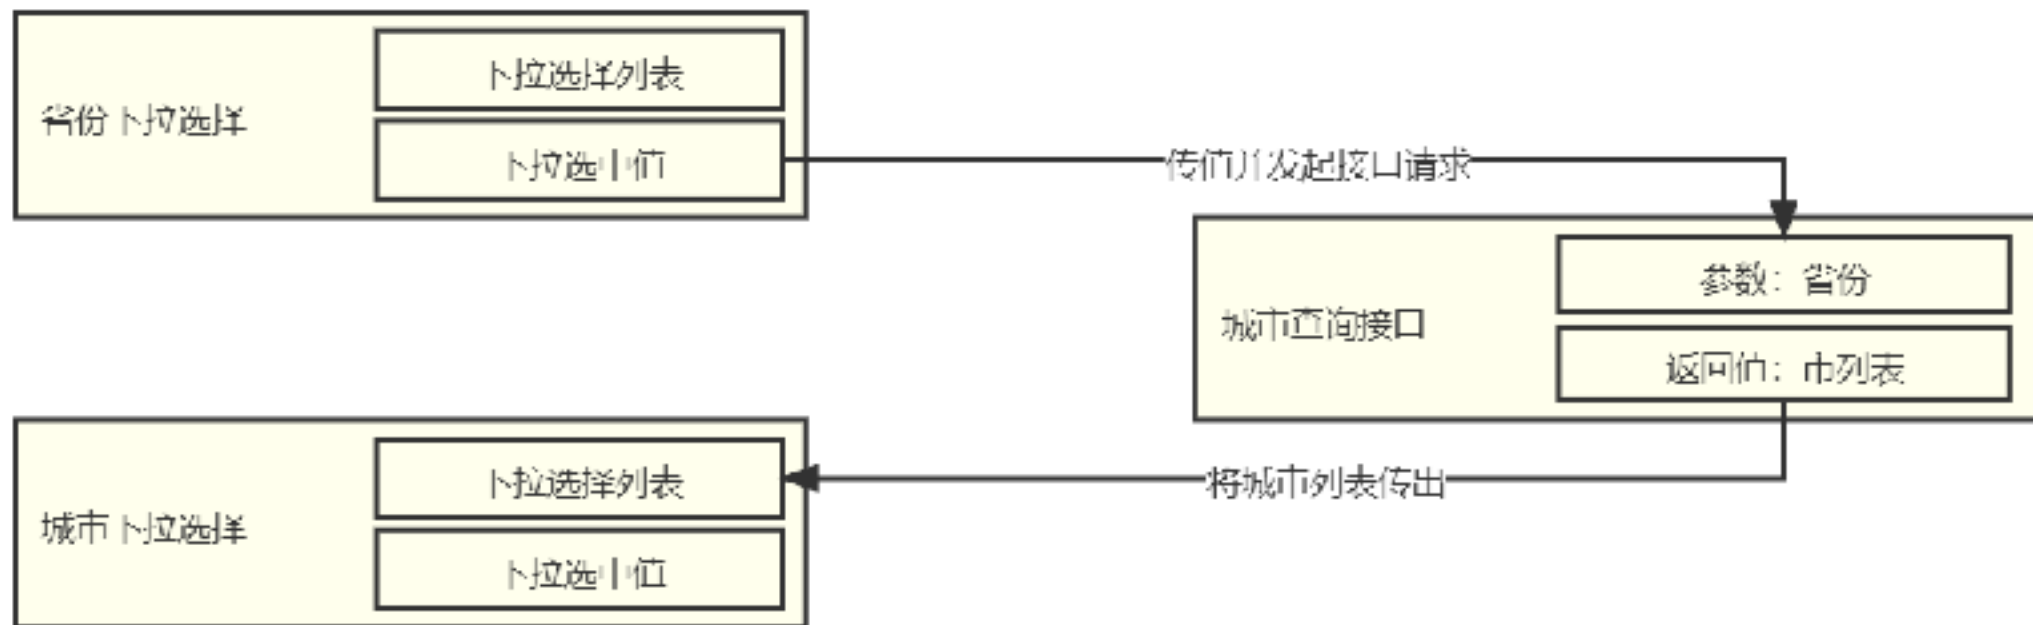 下拉选择列表
省份下拉选择
下拉选中值
传值并发起接口请求
参数：省份
城市查询接口
返回值：市列表
下拉选择列表
将城市列表传出
城市下拉选择
下拉选中值